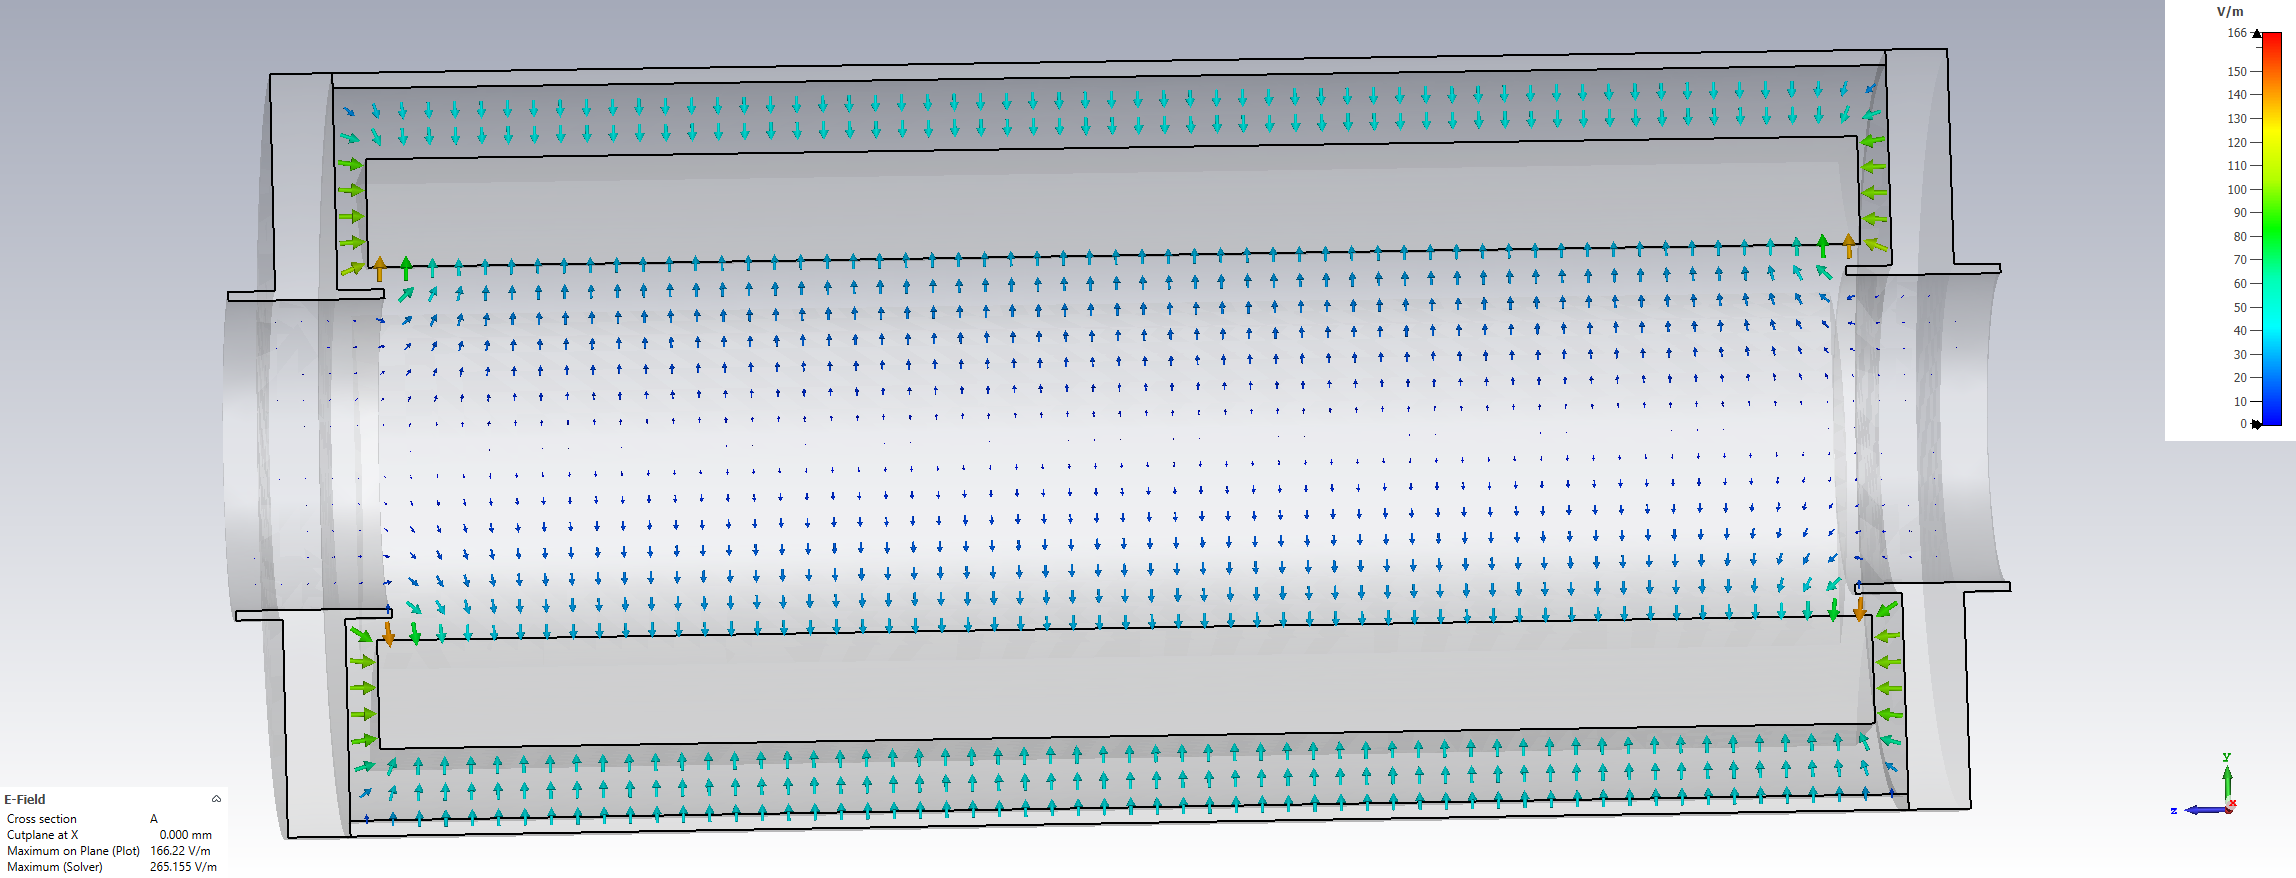 V/m
166
150
140
130
120
110
100
90
80
70
60
50
40
30
20
10
0
y
z
x
E-Field
Cross section A
Cutplane at X 0.000 mm
Maximum on Plane (Plot) 166.22 V/m
Maximum (Solver) 265.155 V/m